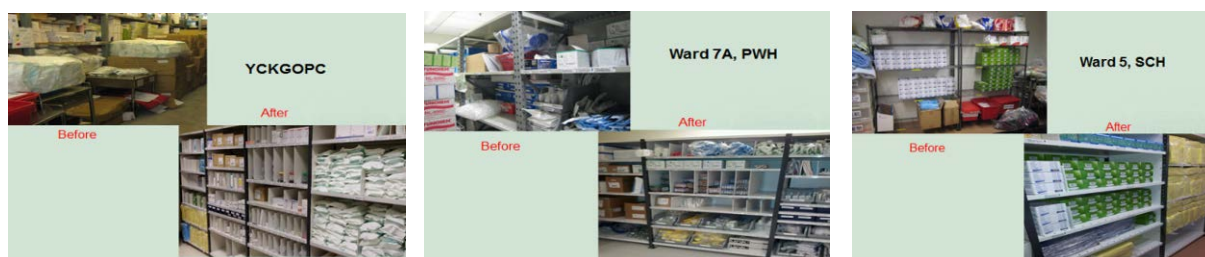 YCKGOPC
After
Before
Ward 7A, PWH
After
Before
Ward 5, SCH
After
Before